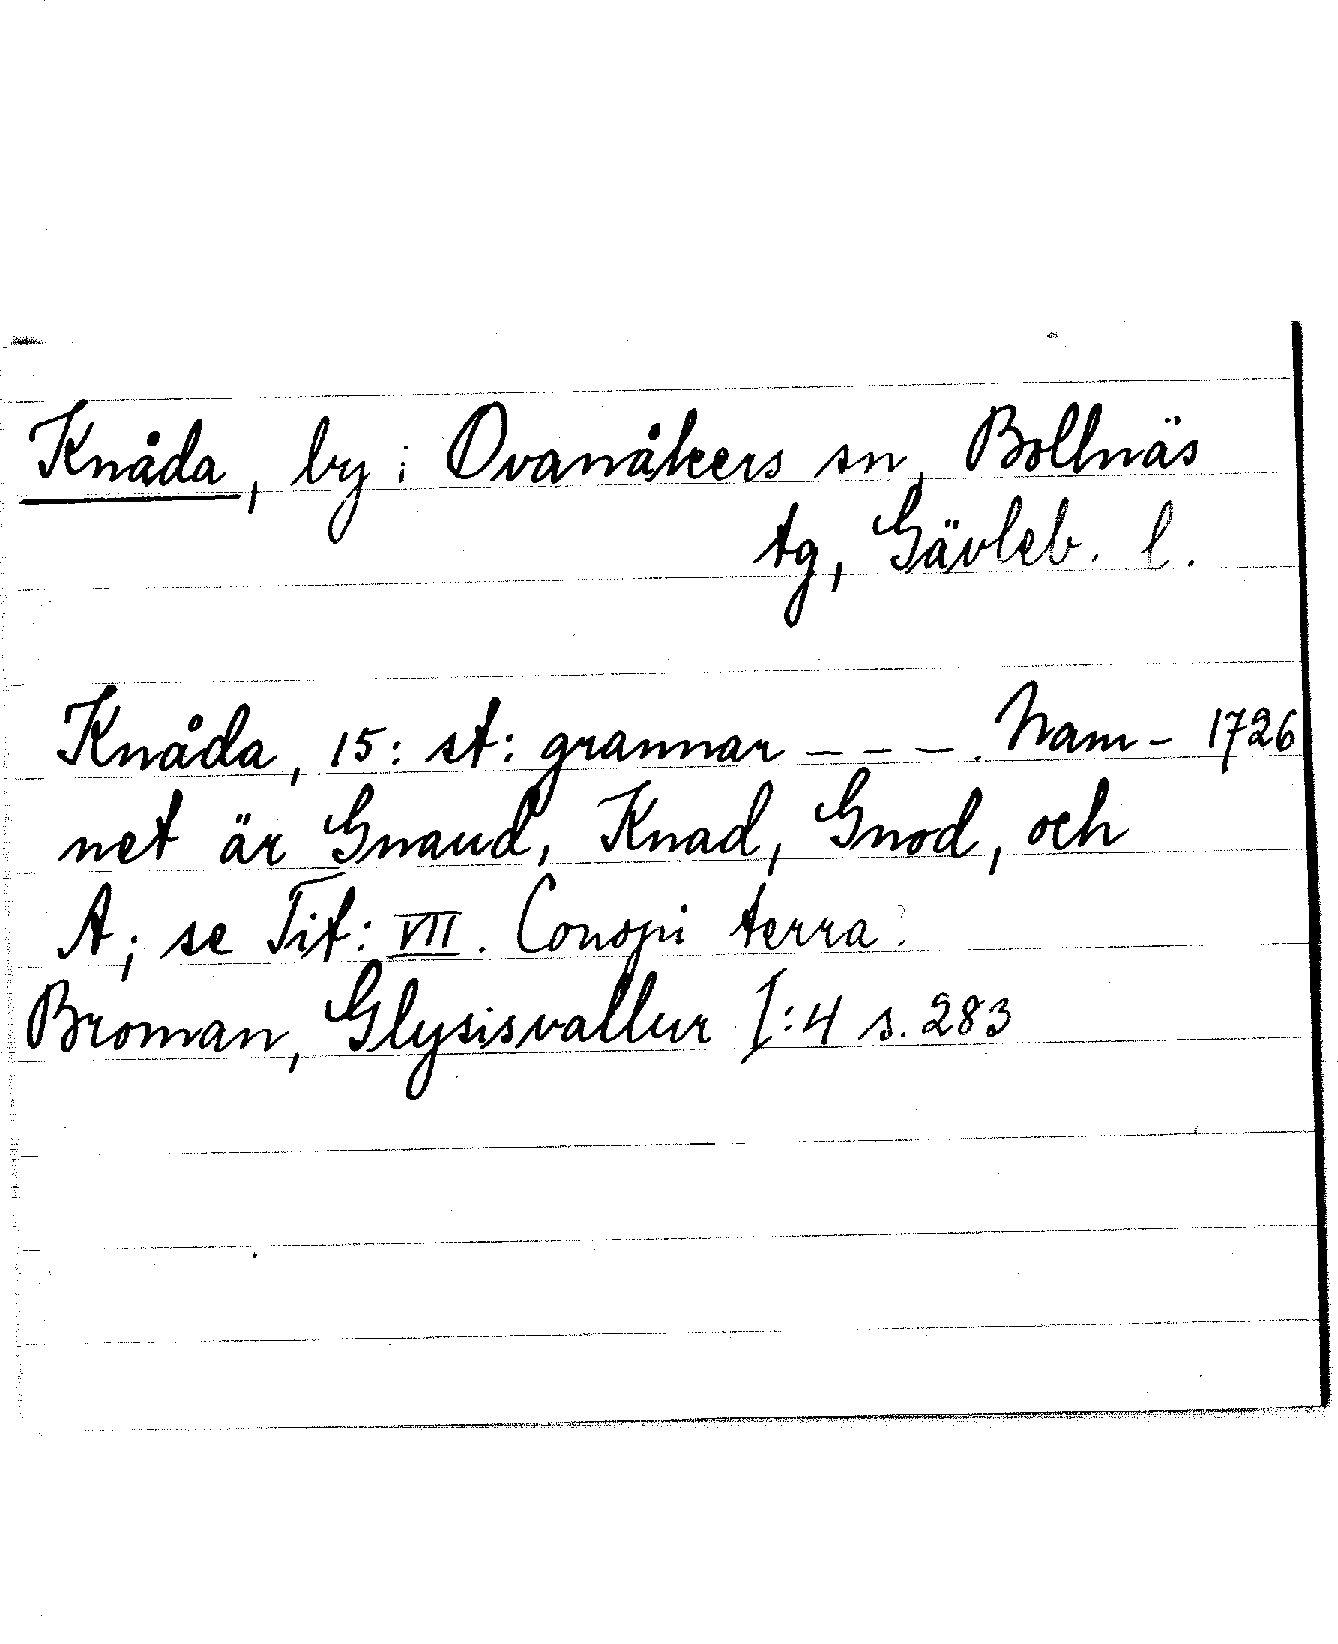 Knåda, by i Ovanåkers sn, Bollnäs
tg, Gävleb. l.
Knåda, 15: st: grannar – – –. Nam- 1726
net är Gnaud, Knad, Gnod, och
A; se Tit: VII. Conopi terra.
Broman, Glysisvallur I:4 s. 283